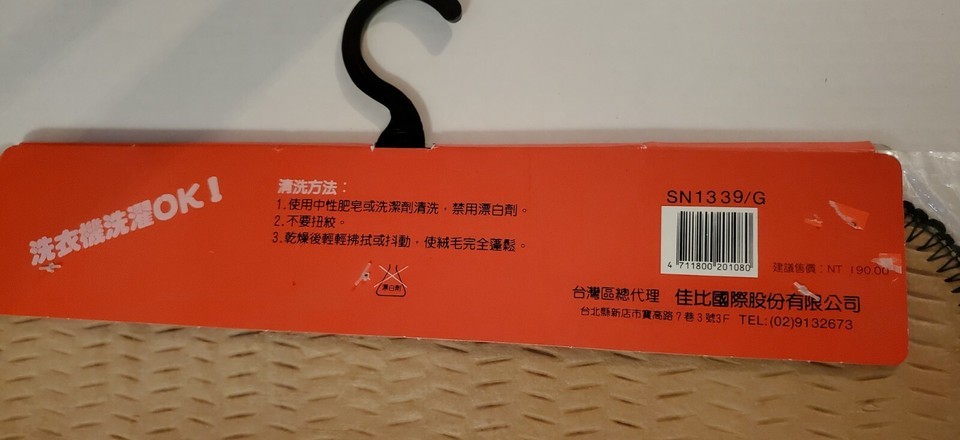 洗衣機洗濯OK!
清洗方法：
1.使用中性肥皂或洗潔劑清洗，禁用漂白劑。
2.不要扭絞。
3.乾燥後輕輕拂拭或抖動，使絨毛完全蓬鬆。
漂白劑
SN1339/G
4 711800 201080
建議售價：NT 190.00
台灣區總代理 佳比國際股份有限公司
台北縣新店市寶高路7巷3號3F TEL:(02)9132673